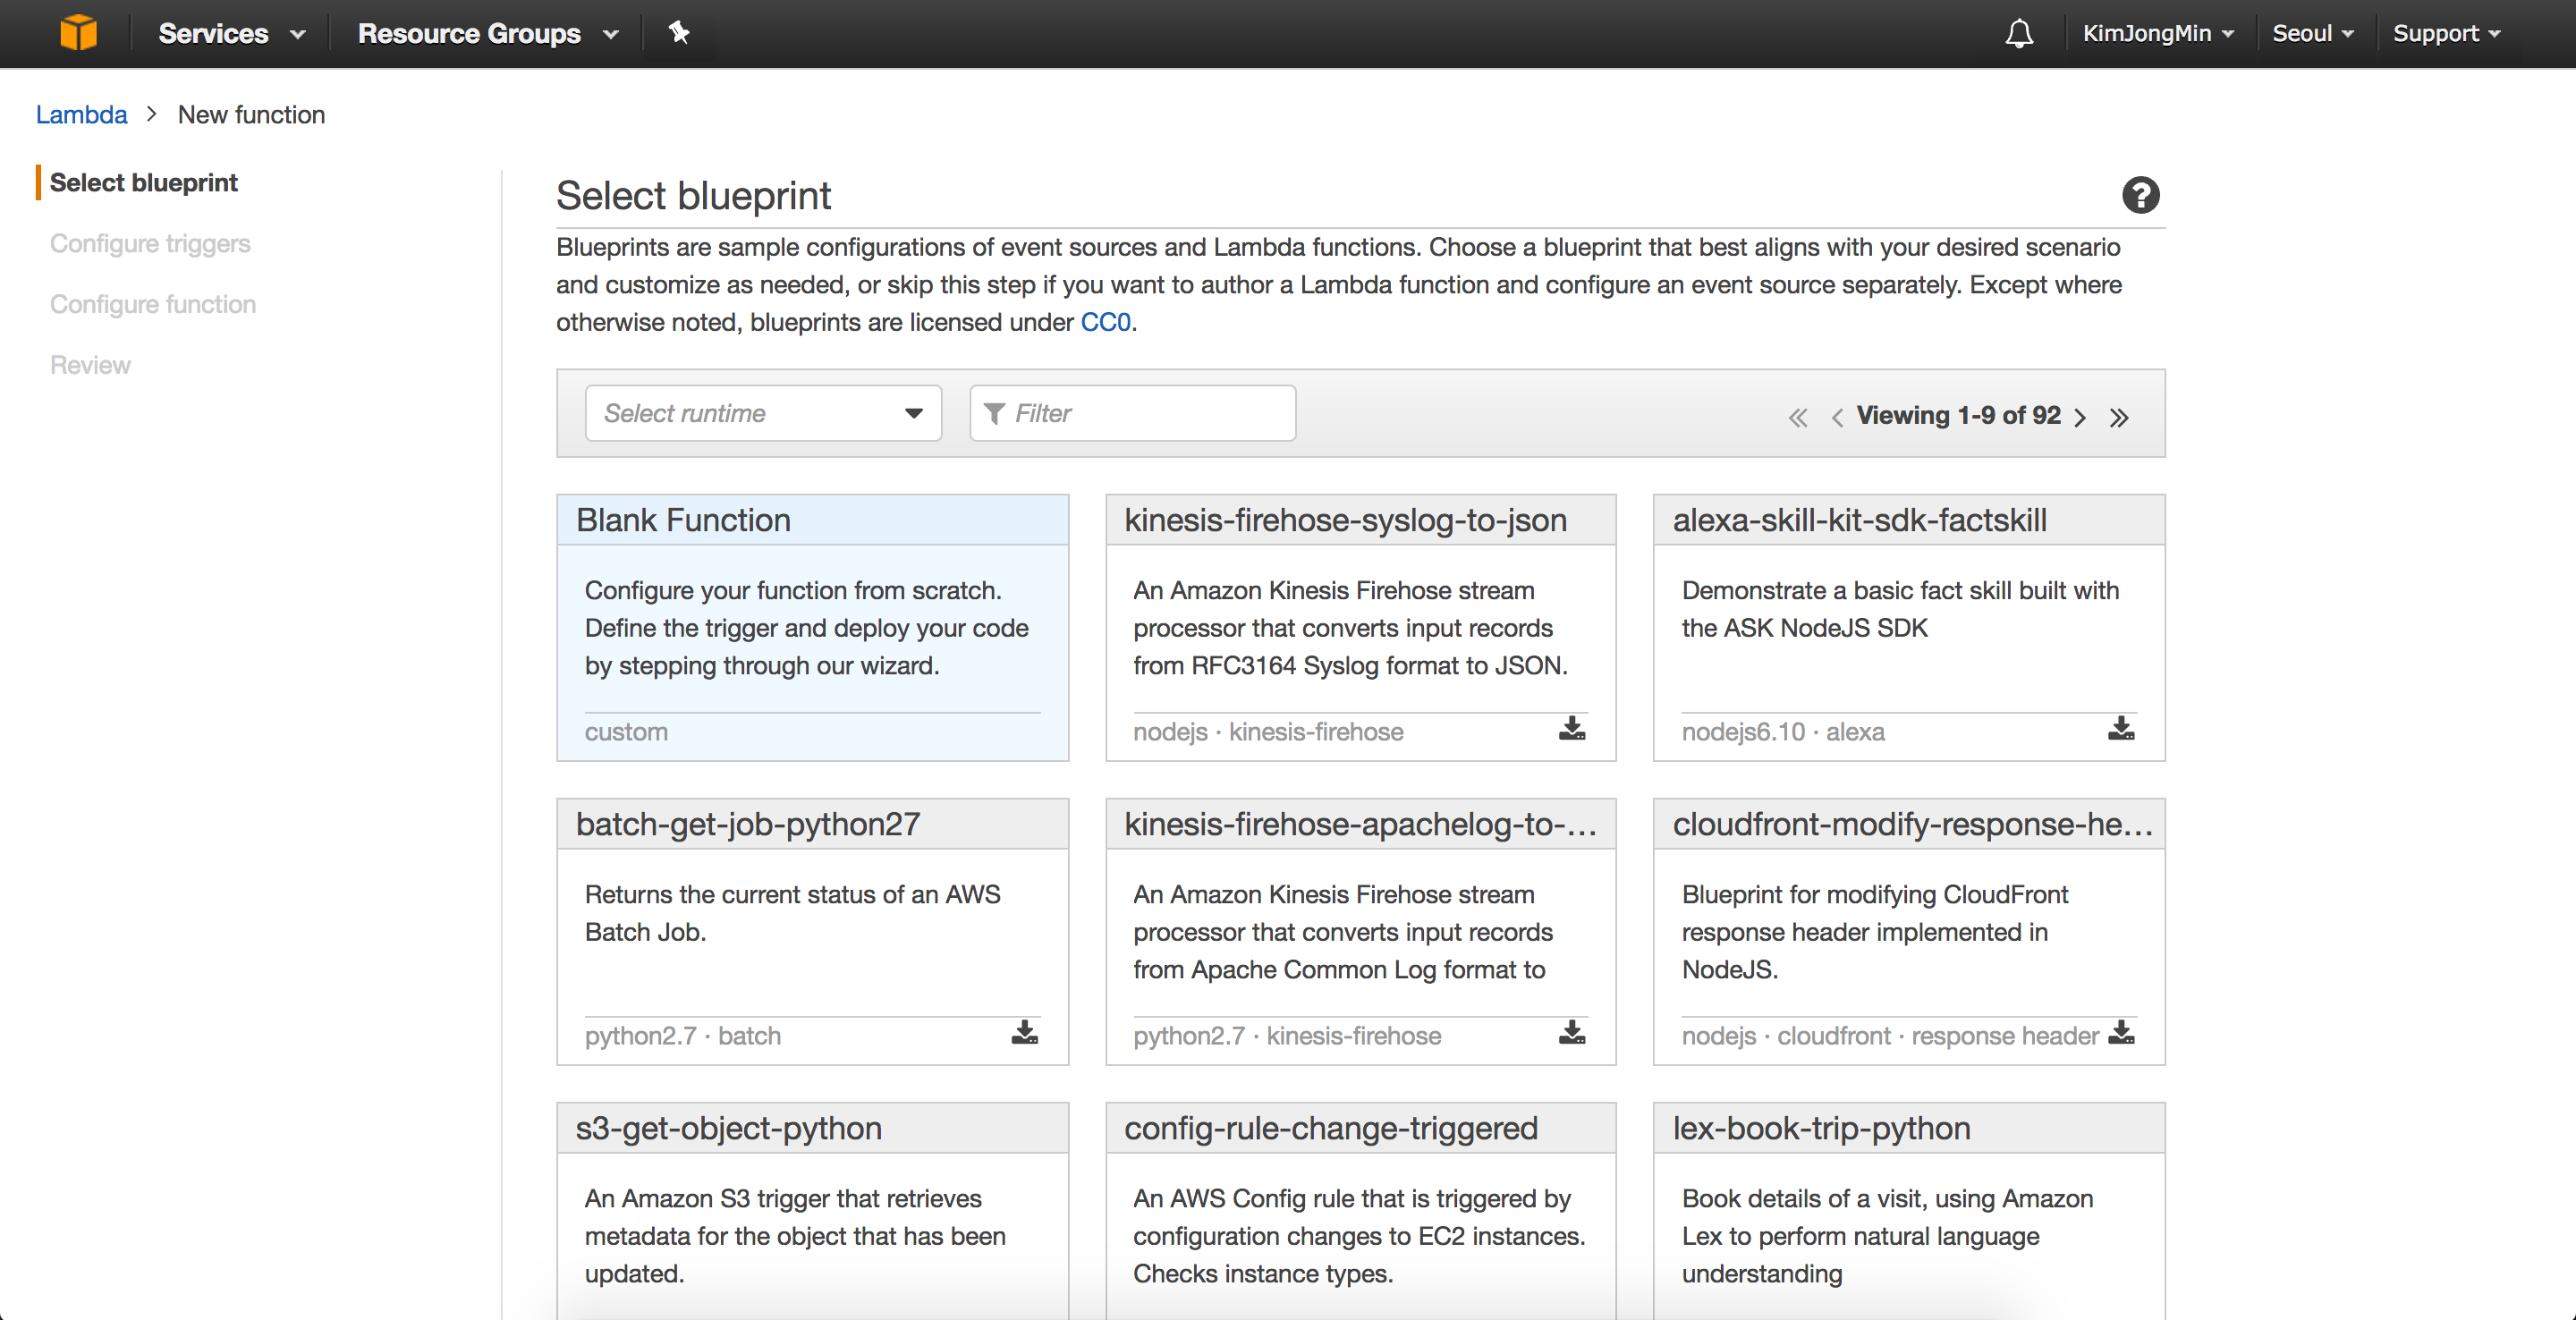 Services
Resource Groups
KimJongMin
Seoul
Support
Lambda > New function
Select blueprint
Configure triggers
Configure function
Review
Select blueprint
Blueprints are sample configurations of event sources and Lambda functions. Choose a blueprint that best aligns with your desired scenario
and customize as needed, or skip this step if you want to author a Lambda function and configure an event source separately. Except where
otherwise noted, blueprints are licensed under CC0.
Select runtime
Filter
Viewing 1-9 of 92
Blank Function
Configure your function from scratch.
Define the trigger and deploy your code
by stepping through our wizard.
custom
kinesis-firehose-syslog-to-json
An Amazon Kinesis Firehose stream
processor that converts input records
from RFC3164 Syslog format to JSON.
nodejs · kinesis-firehose
alexa-skill-kit-sdk-factskill
Demonstrate a basic fact skill built with
the ASK NodeJS SDK
nodejs6.10 · alexa
batch-get-job-python27
Returns the current status of an AWS
Batch Job.
python2.7 · batch
kinesis-firehose-apachelog-to-...
An Amazon Kinesis Firehose stream
processor that converts input records
from Apache Common Log format to
python2.7 · kinesis-firehose
cloudfront-modify-response-he...
Blueprint for modifying CloudFront
response header implemented in
NodeJS.
nodejs · cloudfront · response header
s3-get-object-python
An Amazon S3 trigger that retrieves
metadata for the object that has been
updated.
config-rule-change-triggered
An AWS Config rule that is triggered by
configuration changes to EC2 instances.
Checks instance types.
lex-book-trip-python
Book details of a visit, using Amazon
Lex to perform natural language
understanding